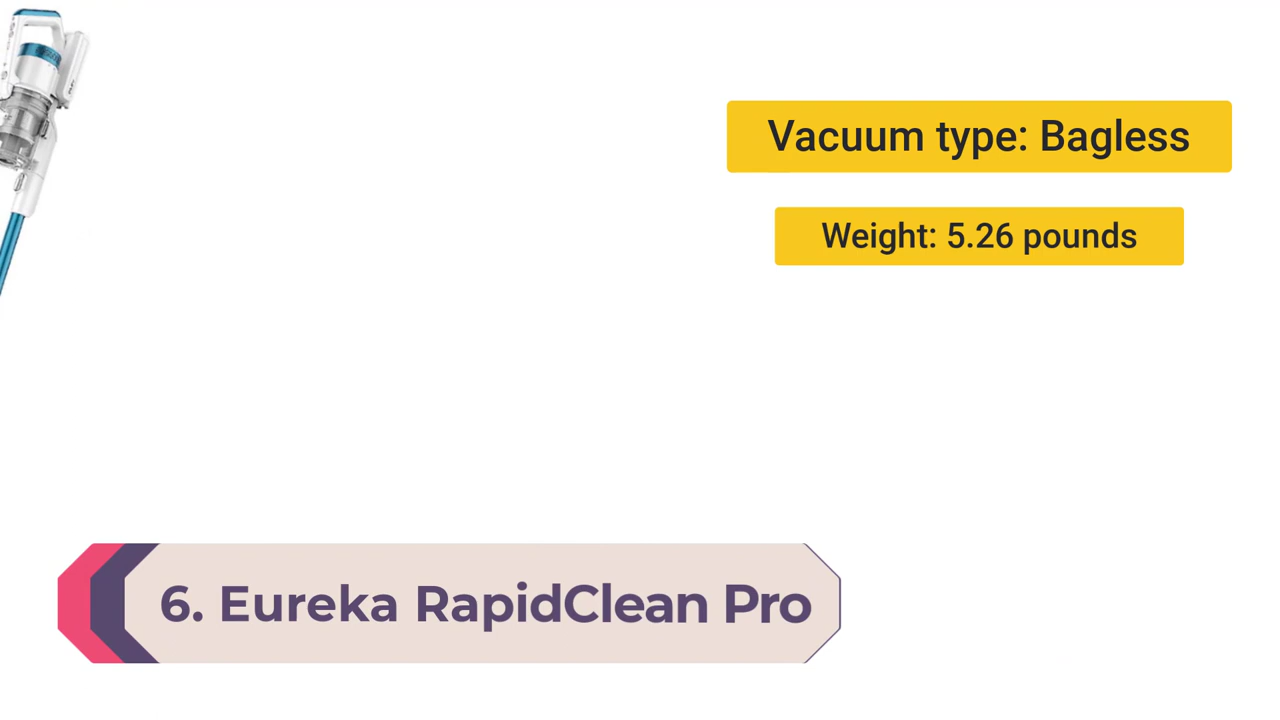 Vacuum type: Bagless
Weight: 5.26 pounds
6. Eureka RapidClean Pro